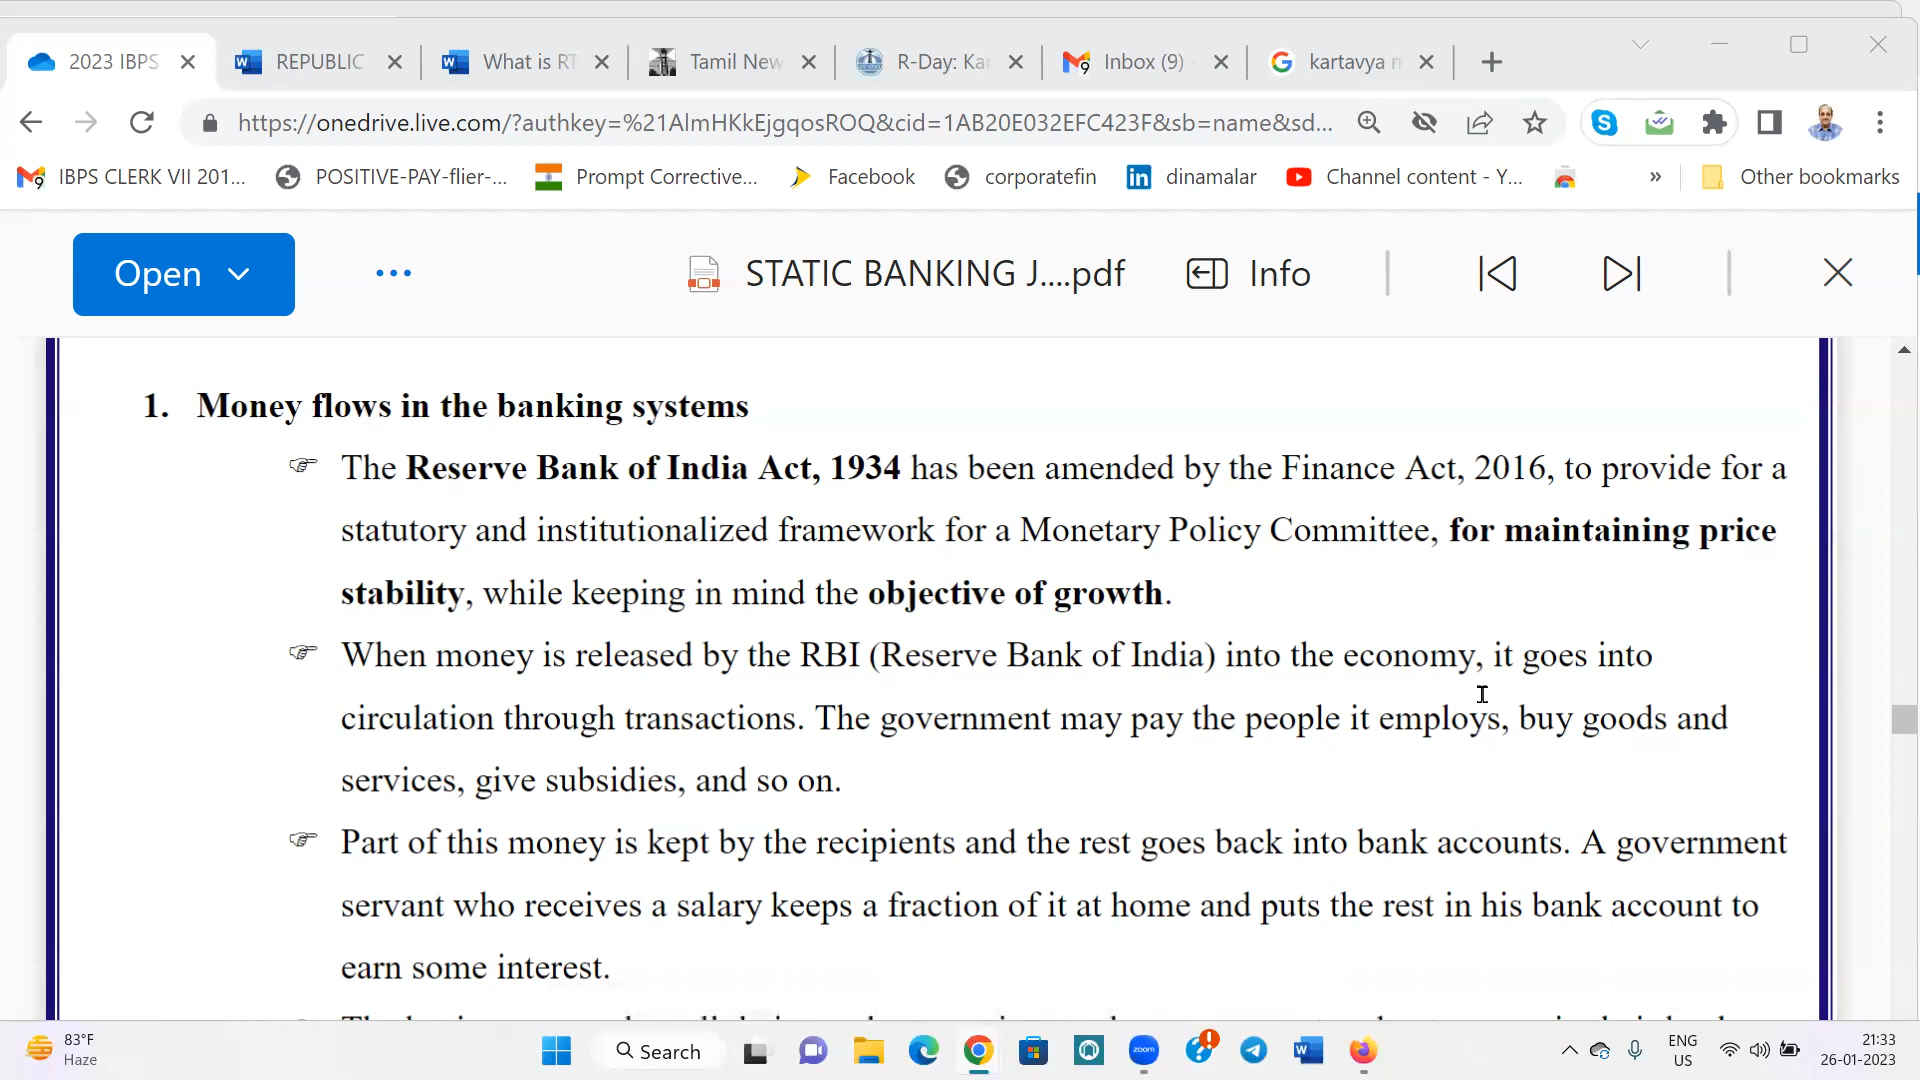 2023 IBPS
REPUBLIC
What is RT
Tamil New
R-Day: Ka
Inbox (9)
kartavya
https://onedrive.live.com/?authkey=%21AlmHKkEjgqosROQ&cid=1AB20E032EFC423F&sb=name&sd...
IBPS CLERK VII 201...
POSITIVE-PAY-flier-...
Prompt Corrective...
Facebook
corporatefin
dinamalar
Channel content - Y...
»
Other bookmarks
Open
STATIC BANKING J....pdf
Info
1. Money flows in the banking systems
The Reserve Bank of India Act, 1934 has been amended by the Finance Act, 2016, to provide for a
statutory and institutionalized framework for a Monetary Policy Committee, for maintaining price
stability, while keeping in mind the objective of growth.
When money is released by the RBI (Reserve Bank of India) into the economy, it goes into
circulation through transactions. The government may pay the people it employs, buy goods and
services, give subsidies, and so on.
Part of this money is kept by the recipients and the rest goes back into bank accounts. A government
servant who receives a salary keeps a fraction of it at home and puts the rest in his bank account to
earn some interest.
83°F
Haze
Search
zoom
ENG
US
21:33
26-01-2023